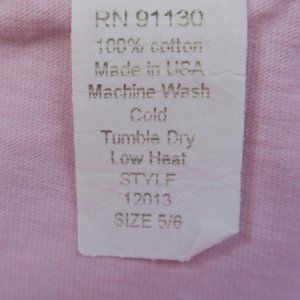 RN 91130
100% cotton
Made in USA
Machine Wash
Cold
Tumble Dry
Low Heat
STYLE
12013
SIZE 5/6